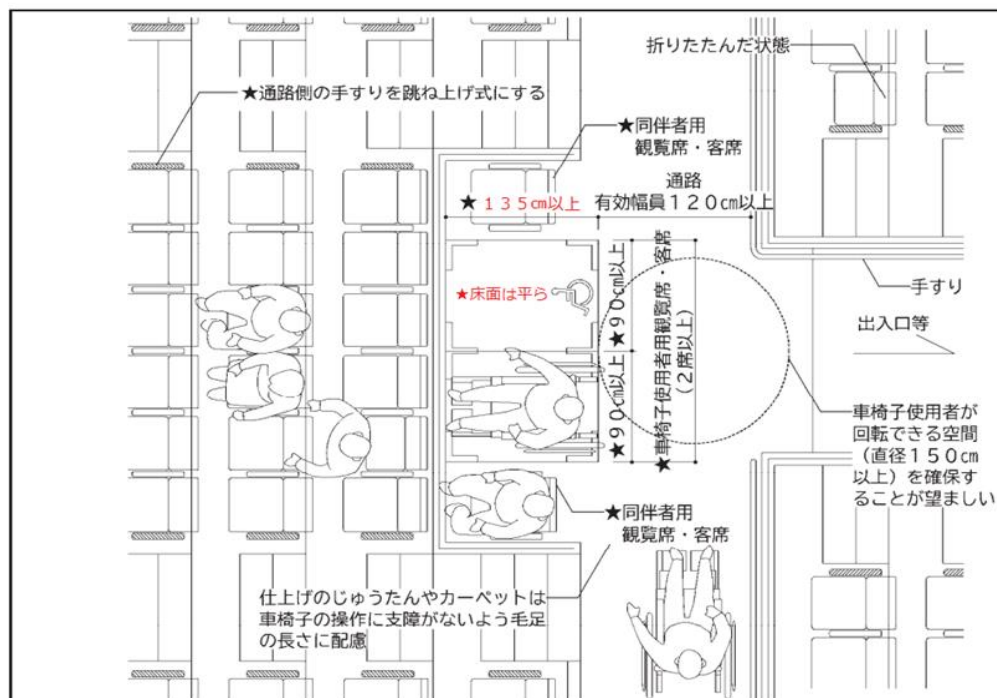 折りたたんだ状態
★通路側の手すりを跳ね上げ式にする
★同伴者用
観覧席・客席
★１３５㎝以上
通路
有効幅員１２０㎝以上
★床面は平ら
★９０㎝以上
★９０㎝以上
★車椅子使用者用観覧席・客席
（２席以上）
手すり
出入口等
車椅子使用者が
回転できる空間
（直径１５０㎝
以上）を確保す
ることが望ましい
★同伴者用
観覧席・客席
仕上げのじゅうたんやカーペットは
車椅子の操作に支障がないよう毛足
の長さに配慮